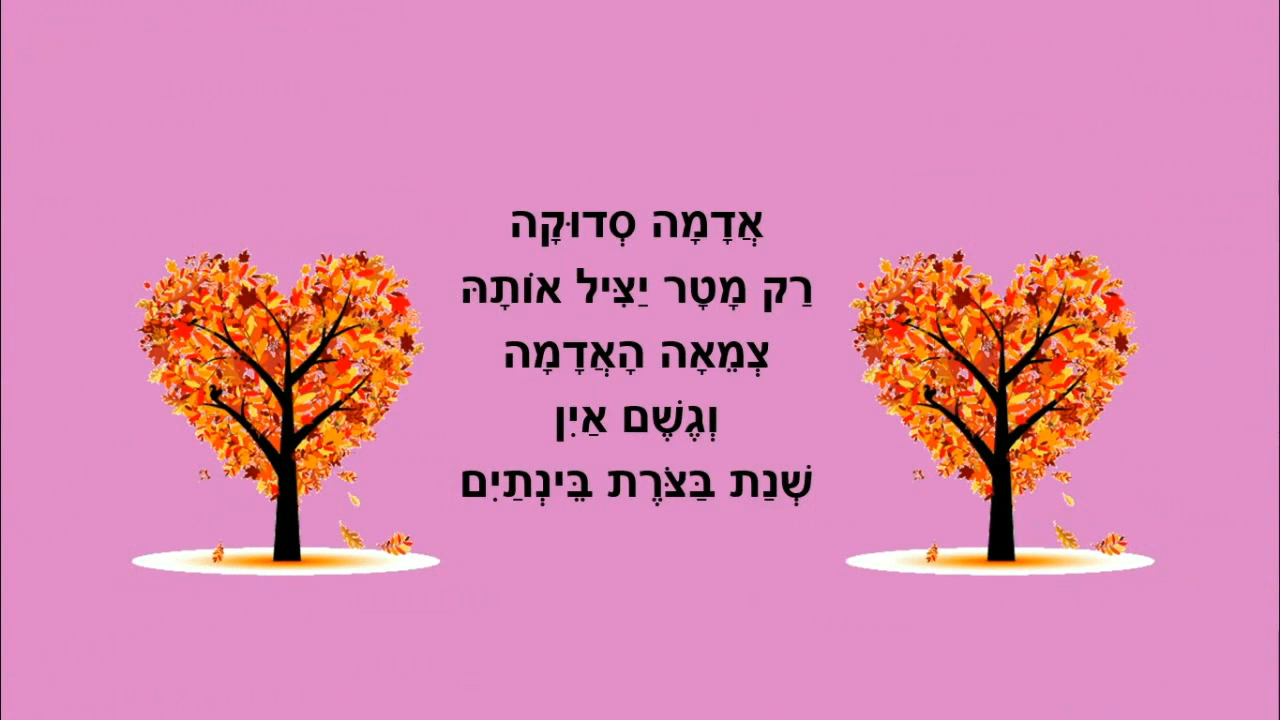 אֲדָמָה סְדוּקָה
רַק מָטָר יַצִּיל אוֹתָהּ
צְמֵאָה הָאֲדָמָה
וְגֶשֶׁם אַיִן
שְׁנַת בַּצֹּרֶת בֵּינְתַיִם